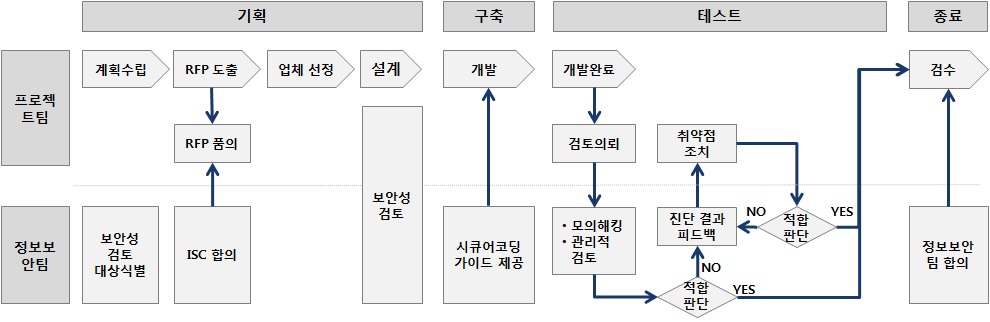 기획
구축
테스트
종료
프로젝
트팀
계획수립
RFP 도출
업체 선정
설계
개발
개발완료
검수
RFP 품의
검토의뢰
취약점
조치
보안성
검토
정보보
안팀
보안성
검토
대상식별
ISC 합의
시큐어코딩
가이드 제공
• 모의해킹
• 관리적
검토
진단 결과
피드백
NO
적합
판단
YES
NO
적합
판단
YES
정보보안
팀 합의